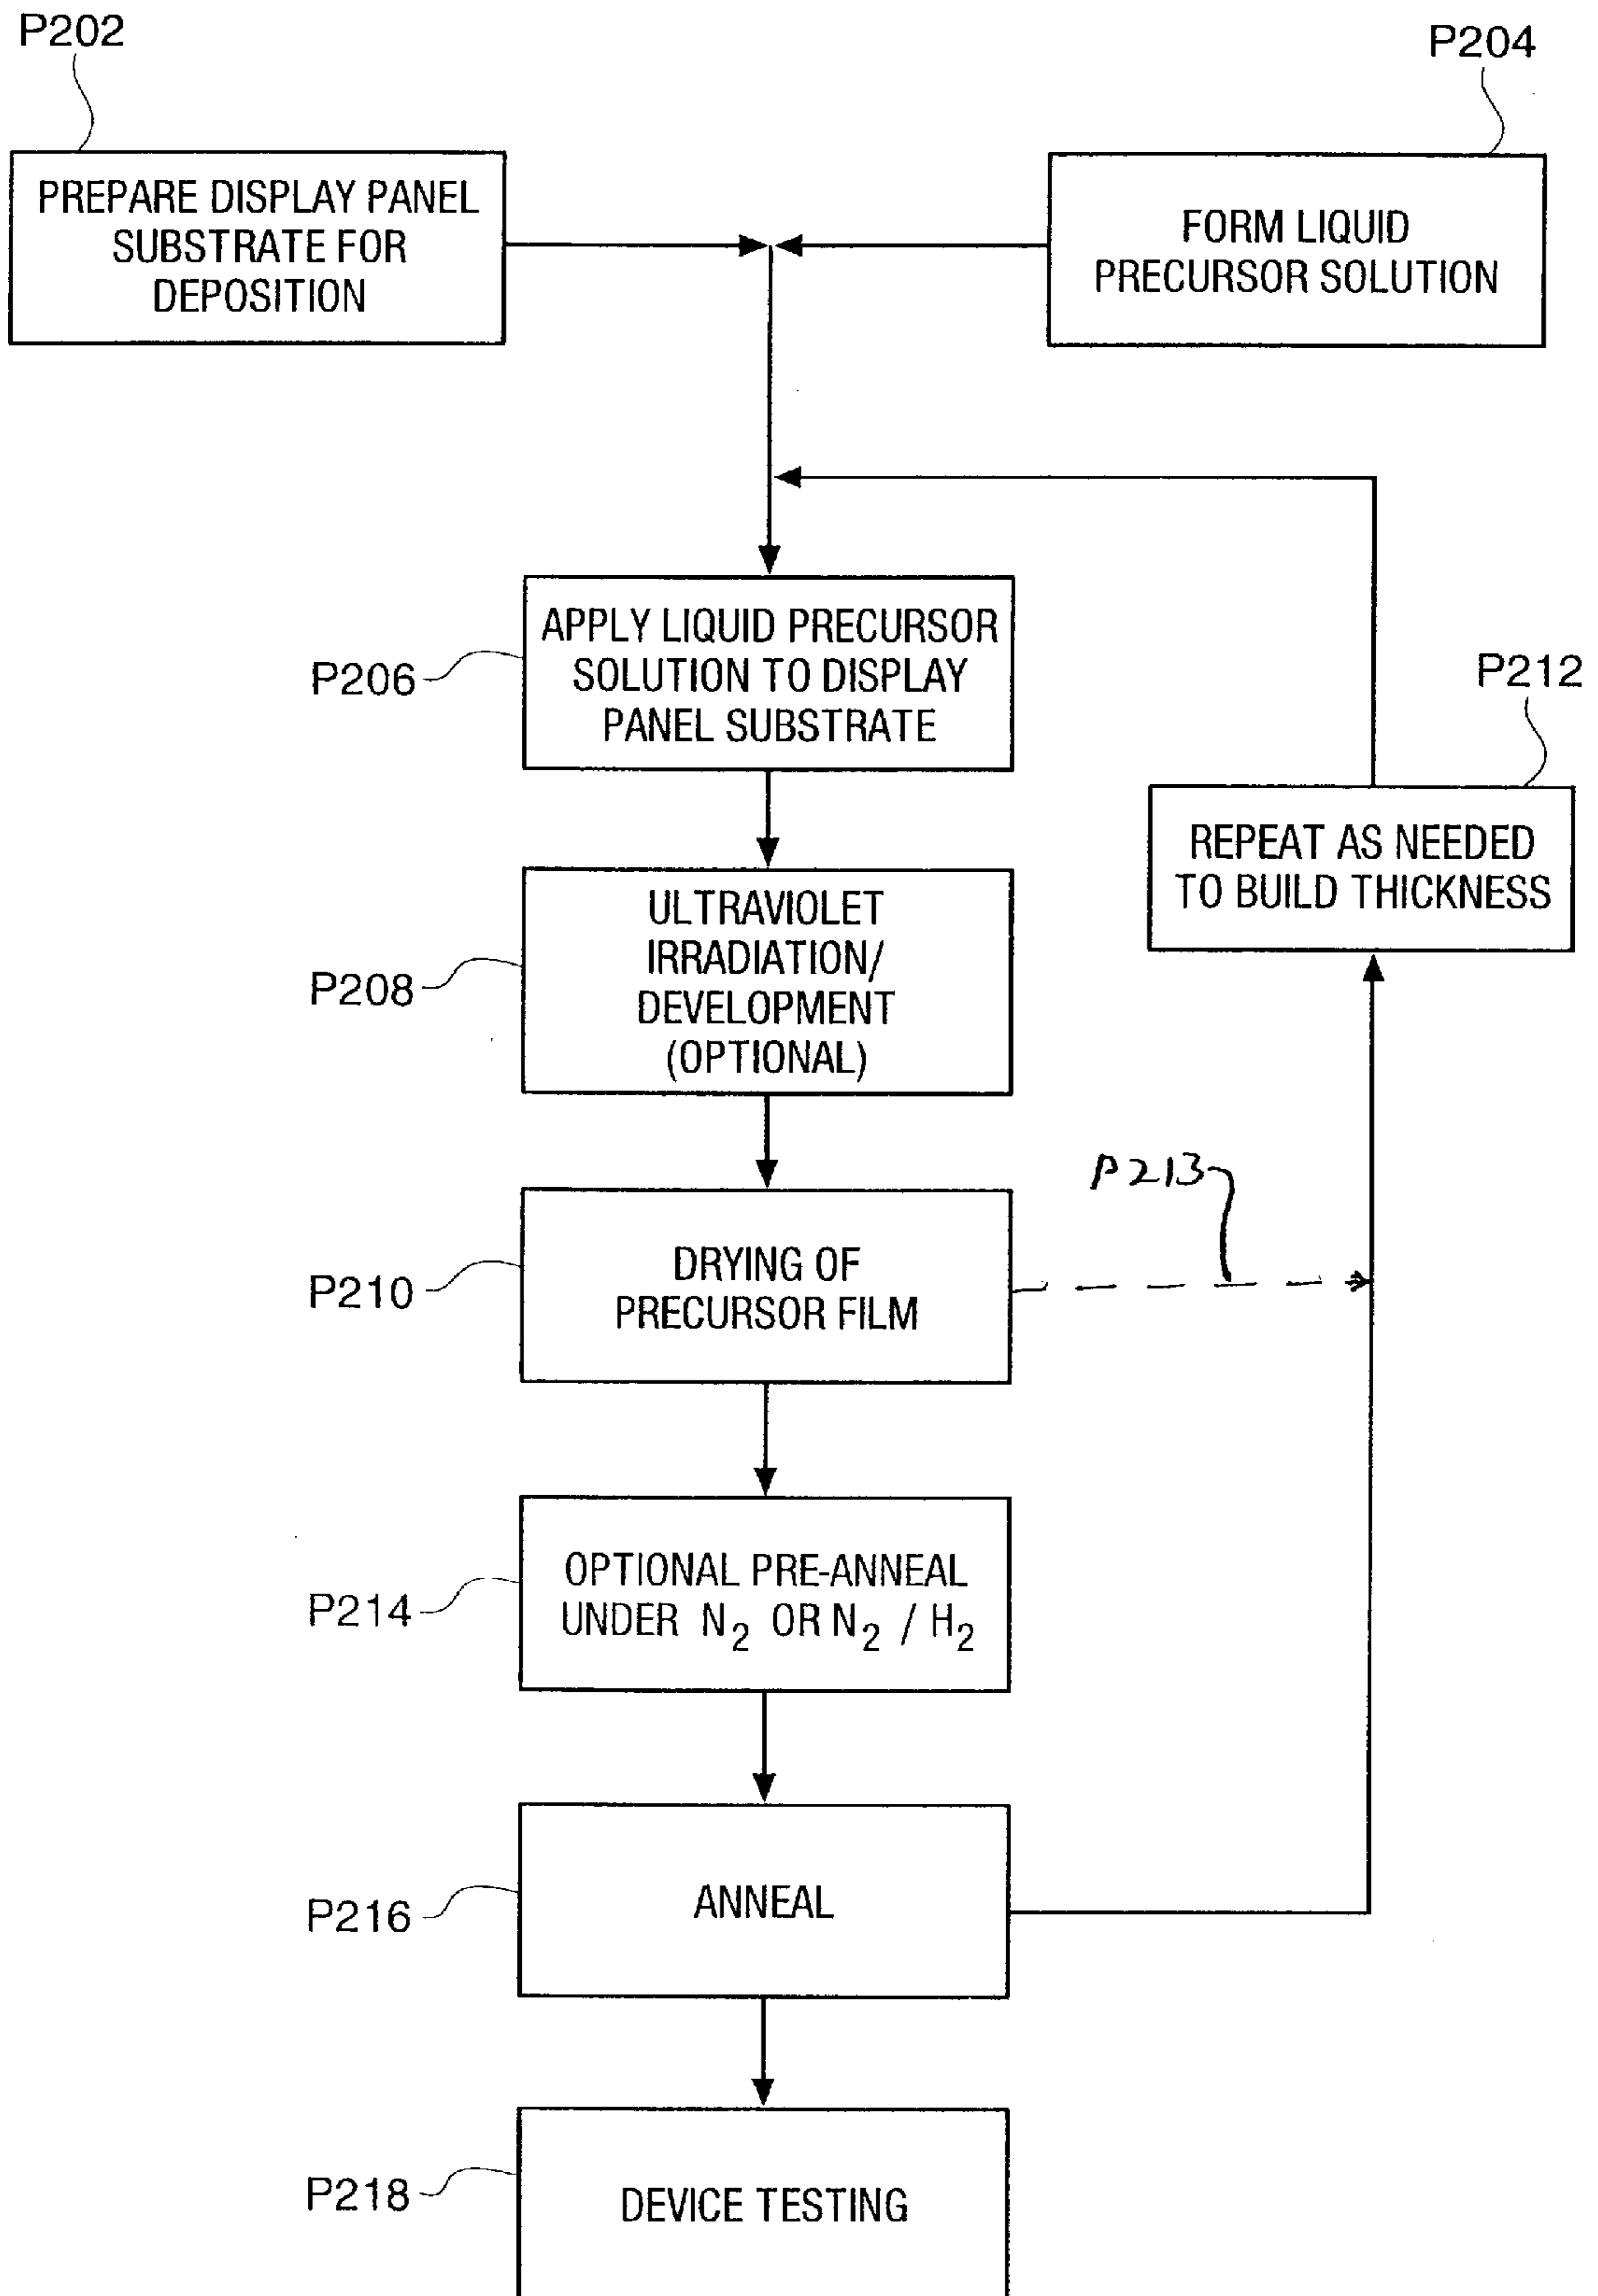 P202
P204
PREPARE DISPLAY PANEL
SUBSTRATE FOR
DEPOSITION
FORM LIQUID
PRECURSOR SOLUTION
APPLY LIQUID PRECURSOR
SOLUTION TO DISPLAY
PANEL SUBSTRATE
P206
P212
REPEAT AS NEEDED
TO BUILD THICKNESS
ULTRAVIOLET
IRRADIATION/
DEVELOPMENT
(OPTIONAL)
P208
P213
DRYING OF
PRECURSOR FILM
P210
OPTIONAL PRE-ANNEAL
UNDER N₂ OR N₂ / H₂
P214
ANNEAL
P216
DEVICE TESTING
P218